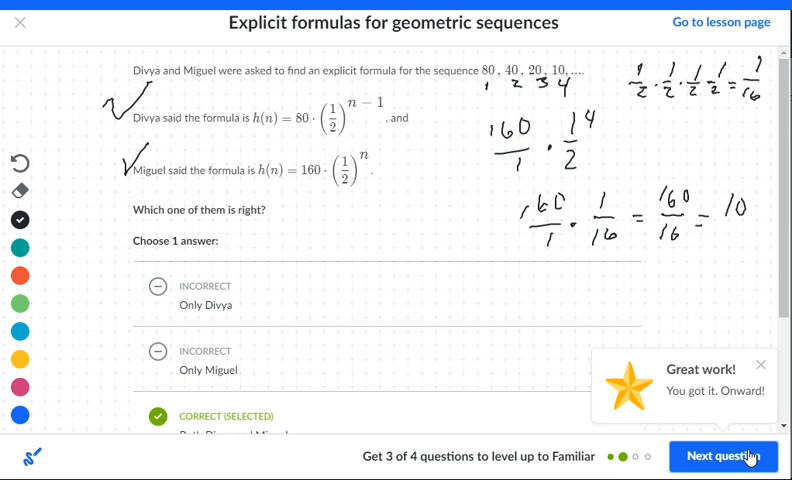 Explicit formulas for geometric sequences
Go to lesson page
Divya and Miguel were asked to find an explicit formula for the sequence 80, 40, 20, 10, ....
1 2 3 4
1/2 · 1/2 · 1/2 · 1/2 = 1/16
Divya said the formula is h(n) = 80 · (1/2)^(n − 1), and
160/1 · 1/2^4
Miguel said the formula is h(n) = 160 · (1/2)^n.
160/1 · 1/16 = 160/16 = 10
Which one of them is right?
Choose 1 answer:
INCORRECT
Only Divya
INCORRECT
Only Miguel
CORRECT (SELECTED)
Great work!
You got it. Onward!
Get 3 of 4 questions to level up to Familiar
Next question